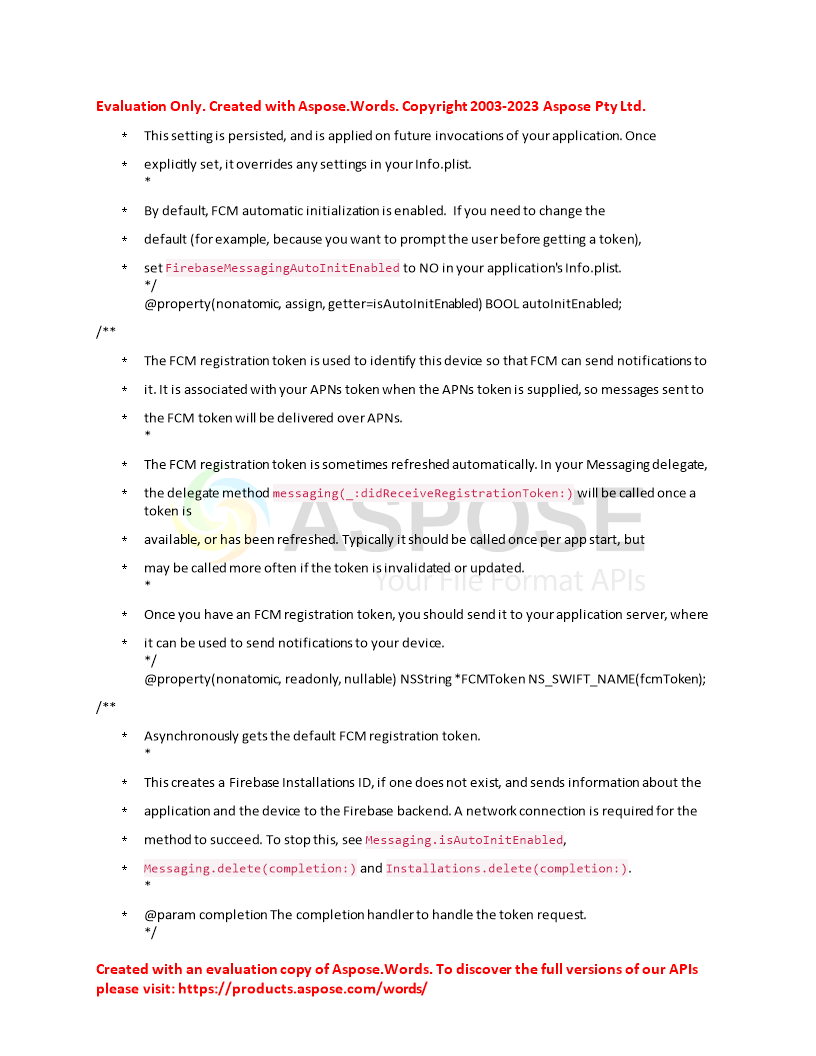 Evaluation Only. Created with Aspose.Words. Copyright 2003-2023 Aspose Pty Ltd.
* This setting is persisted, and is applied on future invocations of your application. Once
* explicitly set, it overrides any settings in your Info.plist.
*
* By default, FCM automatic initialization is enabled.  If you need to change the
* default (for example, because you want to prompt the user before getting a token),
* set FirebaseMessagingAutoInitEnabled to NO in your application's Info.plist.
*/
@property(nonatomic, assign, getter=isAutoInitEnabled) BOOL autoInitEnabled;
/**
* The FCM registration token is used to identify this device so that FCM can send notifications to
* it. It is associated with your APNs token when the APNs token is supplied, so messages sent to
* the FCM token will be delivered over APNs.
*
* The FCM registration token is sometimes refreshed automatically. In your Messaging delegate,
* the delegate method messaging(_:didReceiveRegistrationToken:) will be called once a
token is
* available, or has been refreshed. Typically it should be called once per app start, but
* may be called more often if the token is invalidated or updated.
*
ASPOSE
Your File Format APIs
* Once you have an FCM registration token, you should send it to your application server, where
* it can be used to send notifications to your device.
*/
@property(nonatomic, readonly, nullable) NSString *FCMToken NS_SWIFT_NAME(fcmToken);
/**
* Asynchronously gets the default FCM registration token.
*
* This creates a Firebase Installations ID, if one does not exist, and sends information about the
* application and the device to the Firebase backend. A network connection is required for the
* method to succeed. To stop this, see Messaging.isAutoInitEnabled,
* Messaging.delete(completion:) and Installations.delete(completion:).
*
* @param completion The completion handler to handle the token request.
*/
Created with an evaluation copy of Aspose.Words. To discover the full versions of our APIs
please visit: https://products.aspose.com/words/